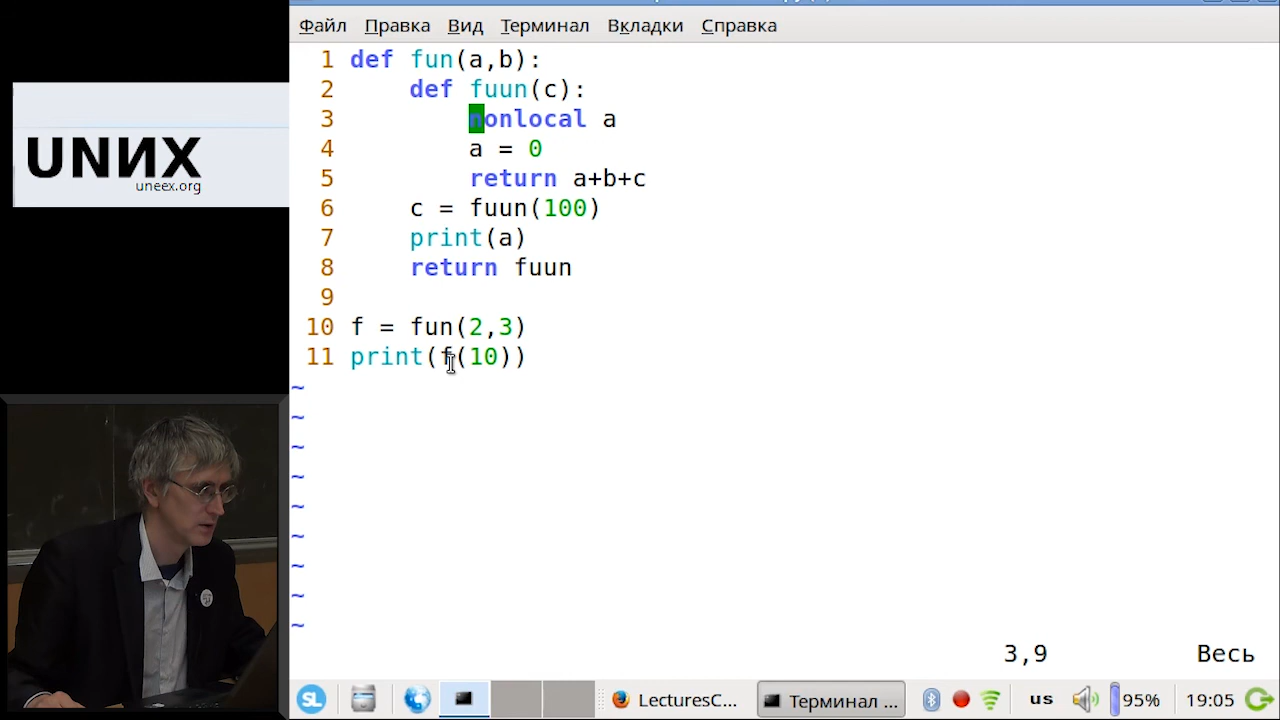 Файл Правка Вид Терминал Вкладки Справка
UNИX
uneex.org
1 def fun(a,b):
2 def fuun(c):
3 nonlocal a
4 a = 0
5 return a+b+c
6 c = fuun(100)
7 print(a)
8 return fuun
9
10 f = fun(2,3)
11 print(f(10))
~
~
~
~
~
~
~
~
~
3,9 Весь
SL LecturesC... Терминал ... us 95% 19:05